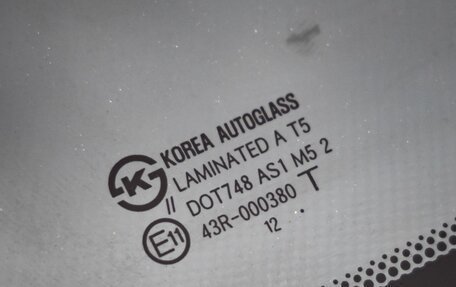 KOREA AUTOGLASS
K
LAMINATED A T5
// DOT748 AS1 M5 2
E11 43R-000380 T
12